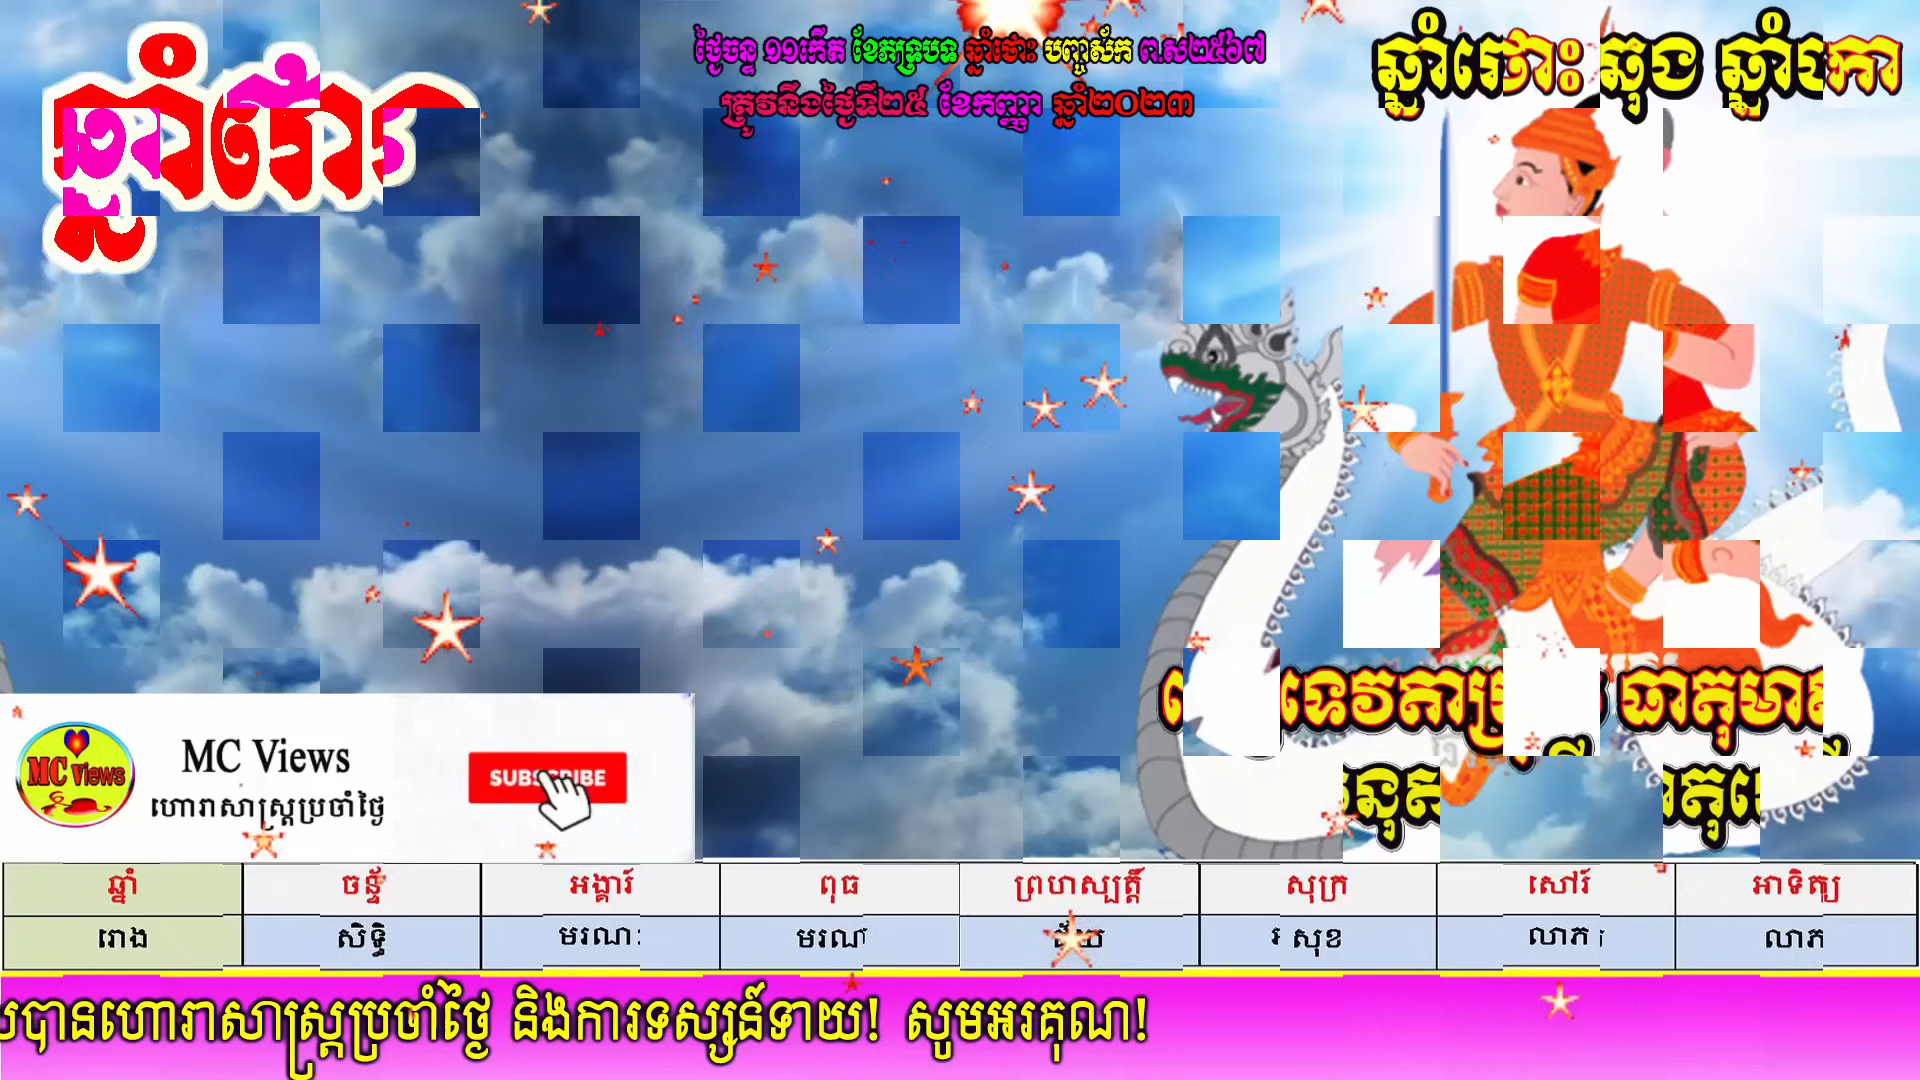 ថ្ងៃចន្ទ ១១កើត ខែភទ្របទ ឆ្នាំថោះ បញ្ចស័ក ព.ស២៥៦៧
ត្រូវនឹងថ្ងៃទី២៥ ខែកញ្ញា ឆ្នាំ២០២៣
ឆ្នាំថោះ ឆុង ឆ្នាំ
ឆ្នាំ
MC Views
MC Views
ហោរាសាស្ត្រប្រចាំថ្ងៃ
SUBSCRIBE
ឆ្នាំ ចន្ទ័ អង្គារ៍ ពុធ ព្រហស្បត្តិ៍ សុក្រ សៅរ៍ អាទិត្យ
រោង សិទ្ធិ មរណៈ មរណៈ ជ័យ សុខ លាភ លាភ
បានហោរាសាស្ត្រប្រចាំថ្ងៃ និងការទស្សន៍ទាយ! សូមអរគុណ!